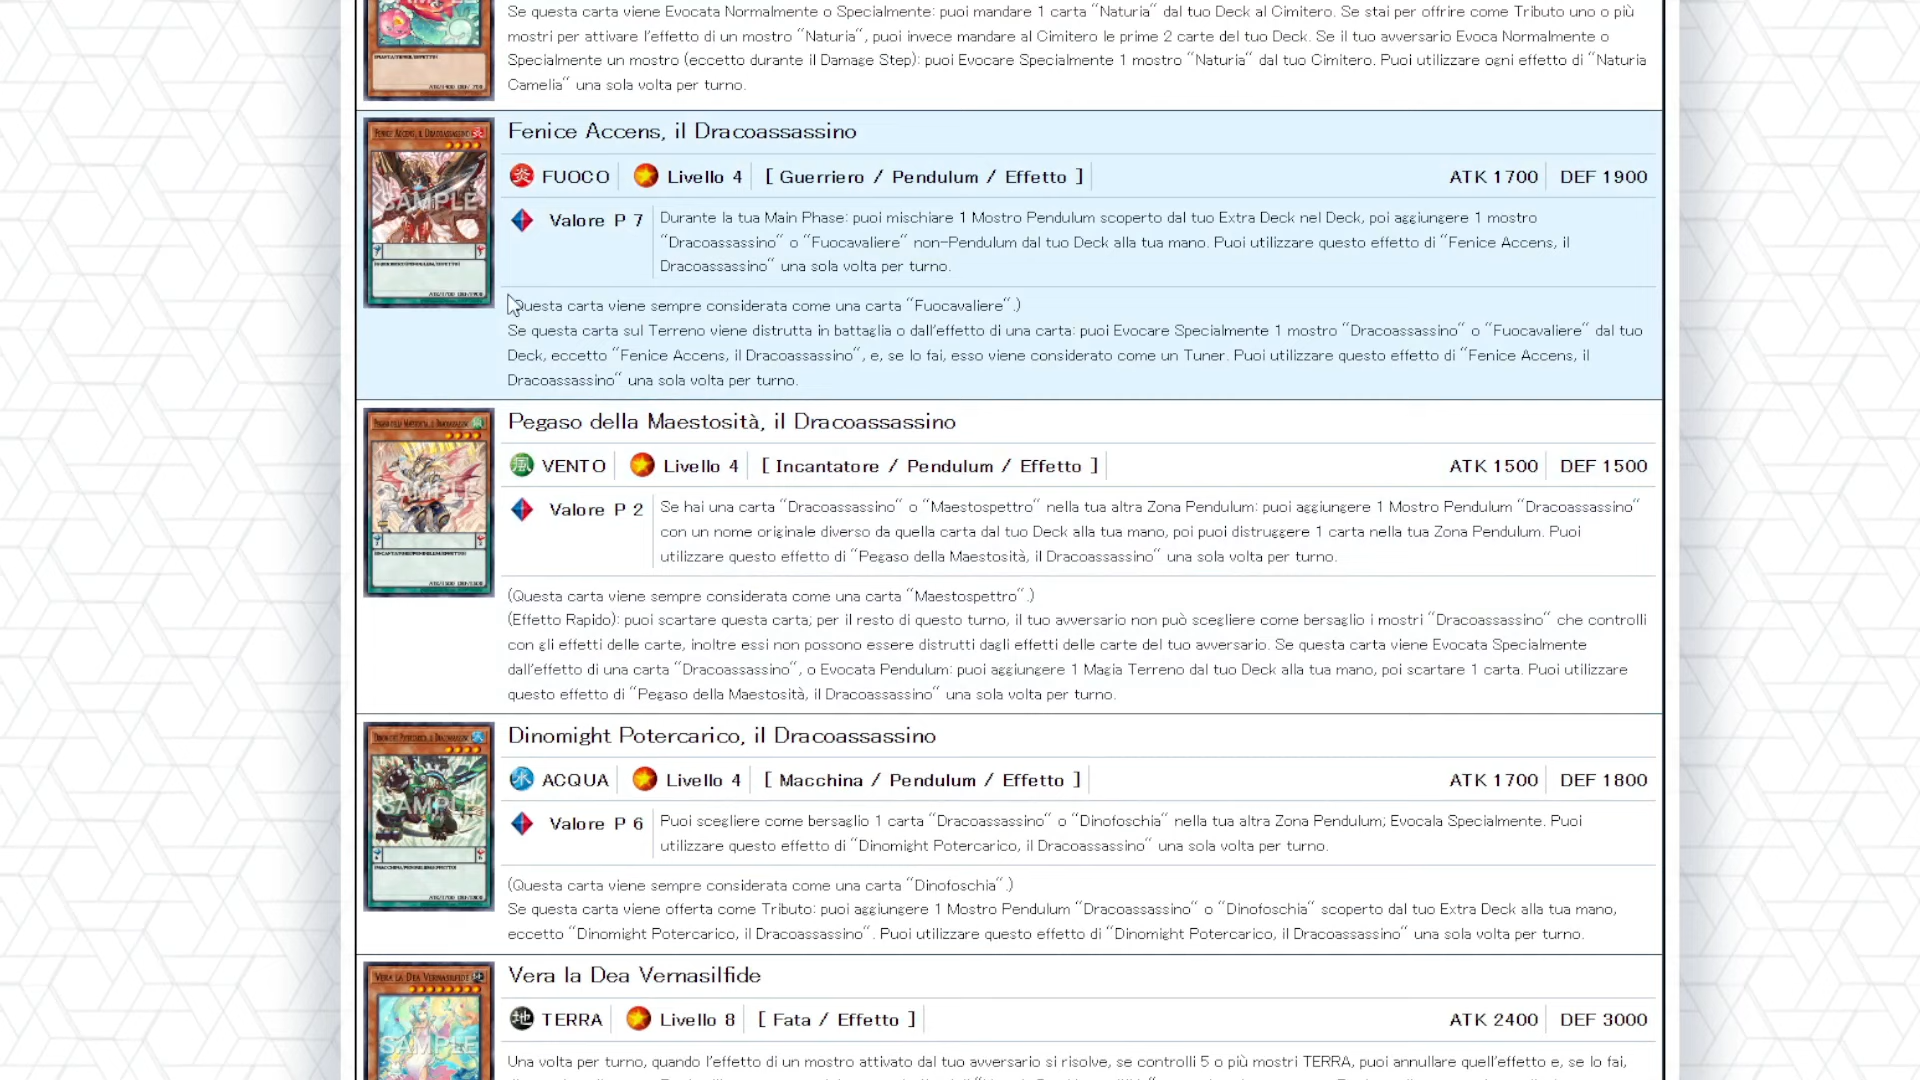 Se questa carta viene Evocata Normalmente o Specialmente: puoi mandare 1 carta "Naturia" dal tuo Deck al Cimitero. Se stai per offrire come Tributo uno o più
mostri per attivare l'effetto di un mostro "Naturia", puoi invece mandare al Cimitero le prime 2 carte del tuo Deck. Se il tuo avversario Evoca Normalmente o
Specialmente un mostro (eccetto durante il Damage Step): puoi Evocare Specialmente 1 mostro "Naturia" dal tuo Cimitero. Puoi utilizzare ogni effetto di "Naturia
Camelia" una sola volta per turno.
Fenice Accens, il Dracoassassino
SAMPLE
Fenice Accens, il Dracoassassino
炎 FUOCO Livello 4 [ Guerriero / Pendulum / Effetto ] ATK 1700 DEF 1900
Valore P 7
Durante la tua Main Phase: puoi mischiare 1 Mostro Pendulum scoperto dal tuo Extra Deck nel Deck, poi aggiungere 1 mostro
"Dracoassassino" o "Fuocavaliere" non-Pendulum dal tuo Deck alla tua mano. Puoi utilizzare questo effetto di "Fenice Accens, il
Dracoassassino" una sola volta per turno.
(Questa carta viene sempre considerata come una carta "Fuocavaliere".)
Se questa carta sul Terreno viene distrutta in battaglia o dall'effetto di una carta: puoi Evocare Specialmente 1 mostro "Dracoassassino" o "Fuocavaliere" dal tuo
Deck, eccetto "Fenice Accens, il Dracoassassino", e, se lo fai, esso viene considerato come un Tuner. Puoi utilizzare questo effetto di "Fenice Accens, il
Dracoassassino" una sola volta per turno.
Pegaso della Maestosità, il Dracoassassino
SAMPLE
Pegaso della Maestosità, il Dracoassassino
風 VENTO Livello 4 [ Incantatore / Pendulum / Effetto ] ATK 1500 DEF 1500
Valore P 2
Se hai una carta "Dracoassassino" o "Maestospettro" nella tua altra Zona Pendulum: puoi aggiungere 1 Mostro Pendulum "Dracoassassino"
con un nome originale diverso da quella carta dal tuo Deck alla tua mano, poi puoi distruggere 1 carta nella tua Zona Pendulum. Puoi
utilizzare questo effetto di "Pegaso della Maestosità, il Dracoassassino" una sola volta per turno.
(Questa carta viene sempre considerata come una carta "Maestospettro".)
(Effetto Rapido): puoi scartare questa carta; per il resto di questo turno, il tuo avversario non può scegliere come bersaglio i mostri "Dracoassassino" che controlli
con gli effetti delle carte, inoltre essi non possono essere distrutti dagli effetti delle carte del tuo avversario. Se questa carta viene Evocata Specialmente
dall'effetto di una carta "Dracoassassino", o Evocata Pendulum: puoi aggiungere 1 Magia Terreno dal tuo Deck alla tua mano, poi scartare 1 carta. Puoi utilizzare
questo effetto di "Pegaso della Maestosità, il Dracoassassino" una sola volta per turno.
Dinomight Potercarico, il Dracoassassino
SAMPLE
Dinomight Potercarico, il Dracoassassino
水 ACQUA Livello 4 [ Macchina / Pendulum / Effetto ] ATK 1700 DEF 1800
Valore P 6
Puoi scegliere come bersaglio 1 carta "Dracoassassino" o "Dinofoschia" nella tua altra Zona Pendulum; Evocala Specialmente. Puoi
utilizzare questo effetto di "Dinomight Potercarico, il Dracoassassino" una sola volta per turno.
(Questa carta viene sempre considerata come una carta "Dinofoschia".)
Se questa carta viene offerta come Tributo: puoi aggiungere 1 Mostro Pendulum "Dracoassassino" o "Dinofoschia" scoperto dal tuo Extra Deck alla tua mano,
eccetto "Dinomight Potercarico, il Dracoassassino". Puoi utilizzare questo effetto di "Dinomight Potercarico, il Dracoassassino" una sola volta per turno.
Vera la Dea Vernasilfide
SAMPLE
Vera la Dea Vernasilfide
地 TERRA Livello 8 [ Fata / Effetto ] ATK 2400 DEF 3000
Una volta per turno, quando l'effetto di un mostro attivato dal tuo avversario si risolve, se controlli 5 o più mostri TERRA, puoi annullare quell'effetto e, se lo fai,